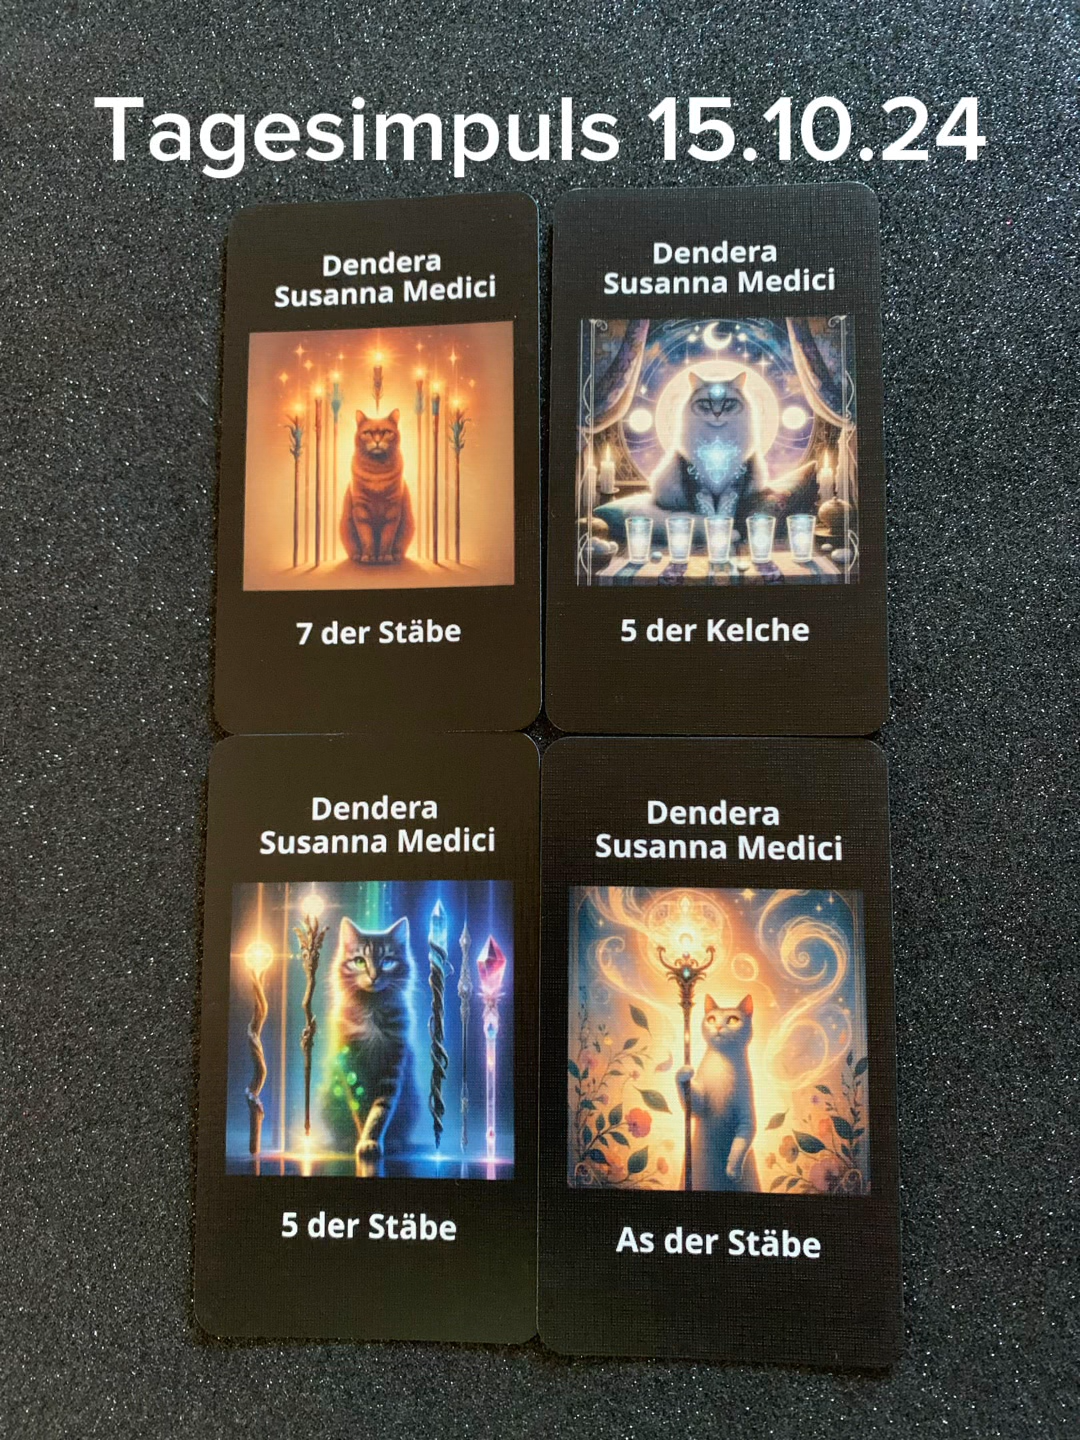 Tagesimpuls 15.10.24
Dendera
Susanna Medici
7 der Stäbe
Dendera
Susanna Medici
5 der Kelche
Dendera
Susanna Medici
5 der Stäbe
Dendera
Susanna Medici
As der Stäbe